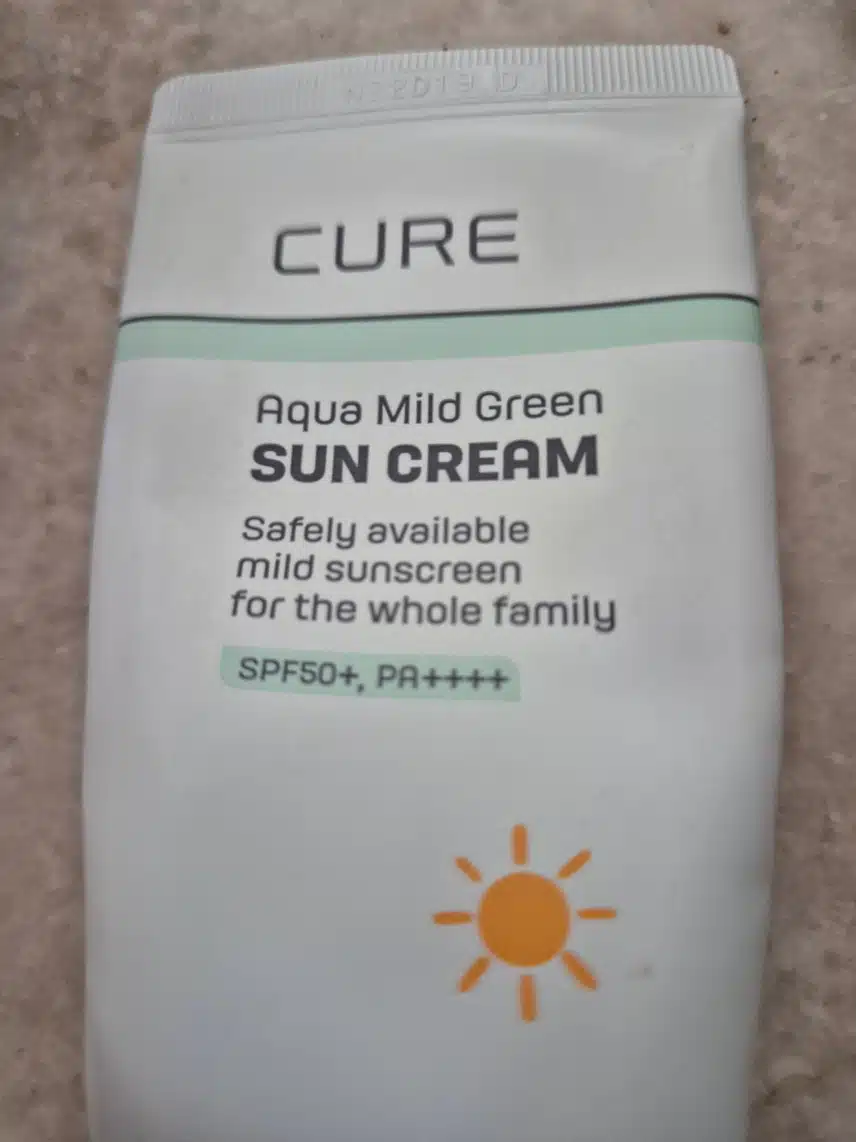 CURE
Aqua Mild Green
SUN CREAM
Safely available
mild sunscreen
for the whole family
SPF50+, PA++++